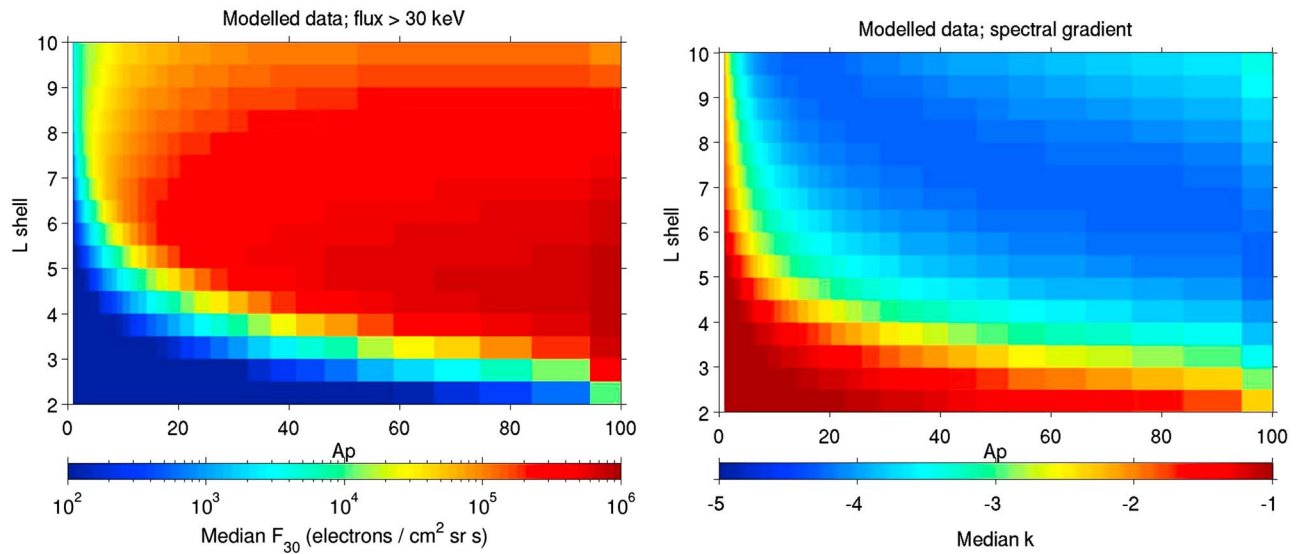 Modelled data; flux > 30 keV
10
9
8
7
6
5
4
3
2
L shell
0 20 40 60 80 100
Ap
10² 10³ 10⁴ 10⁵ 10⁶
Median F₃₀ (electrons / cm² sr s)
Modelled data; spectral gradient
10
9
8
7
6
5
4
3
2
L shell
0 20 40 60 80 100
Ap
-5 -4 -3 -2 -1
Median k